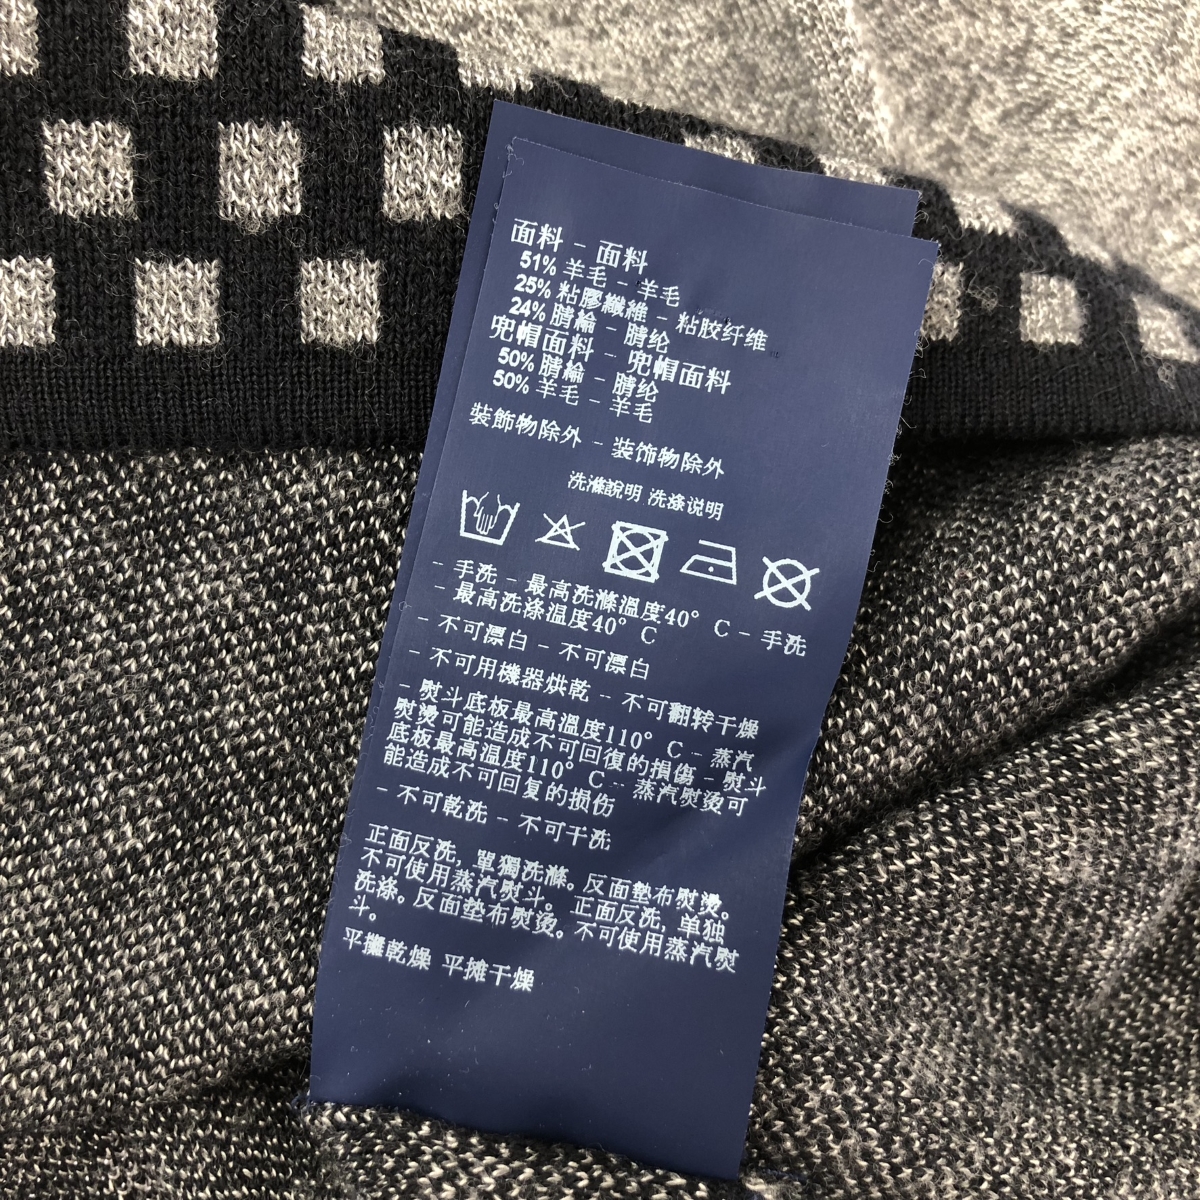 面料 - 面料
51% 羊毛 - 羊毛
25% 粘膠纖維 - 粘胶纤维
24% 腈綸 - 腈纶
兜帽面料 - 兜帽面料
50% 腈綸 - 腈纶
50% 羊毛 - 羊毛
裝飾物除外 - 装饰物除外
洗滌說明 洗涤说明
- 手洗 - 最高洗滌溫度40° C - 手洗
- 最高洗涤温度40° C
- 不可漂白 - 不可漂白
- 不可用機器烘乾 - 不可翻转干燥
- 熨斗底板最高溫度110° C - 蒸汽
熨燙可能造成不可回復的損傷 - 熨斗
底板最高温度110° C - 蒸汽熨烫可
能造成不可回复的损伤
- 不可乾洗 - 不可干洗
正面反洗, 單獨洗滌。反面墊布熨燙。
不可使用蒸汽熨斗。 正面反洗, 单独
洗涤。反面垫布熨烫。不可使用蒸汽熨
斗。
平攤乾燥 平摊干燥